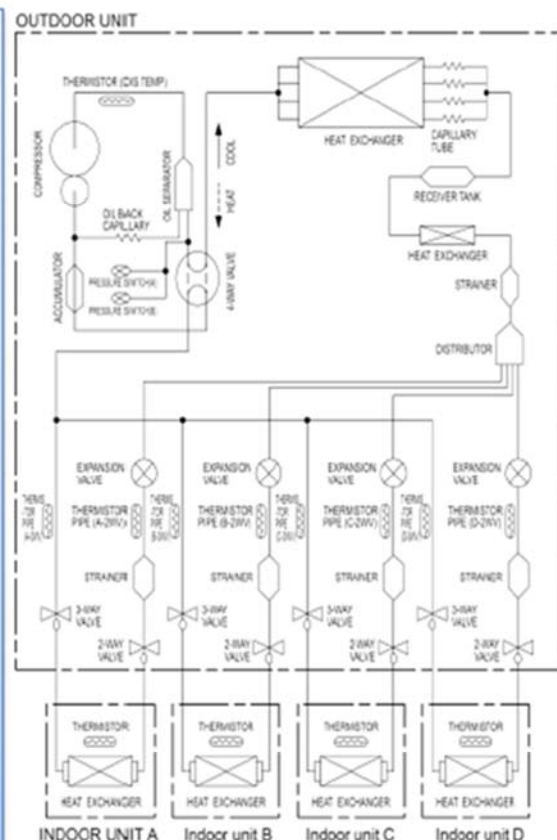 OUTDOOR UNIT
THERMISTOR (DIS.TEMP)
COMPRESSOR
OIL SEPARATOR
HEAT
COOL
HEAT EXCHANGER
CAPILLARY
TUBE
RECEIVER TANK
OIL BACK
CAPILLARY
HEAT EXCHANGER
ACCUMULATOR
PRESSURE SWITCH(A)
PRESSURE SWITCH(B)
4-WAY VALVE
STRAINER
DISTRIBUTOR
EXPANSION
VALVE
EXPANSION
VALVE
EXPANSION
VALVE
EXPANSION
VALVE
THERMISTOR
PIPE (A-2WV)
THERMISTOR
PIPE (B-2WV)
THERMISTOR
PIPE (C-2WV)
THERMISTOR
PIPE (D-2WV)
STRAINER
STRAINER
STRAINER
STRAINER
3-WAY
VALVE
3-WAY
VALVE
3-WAY
VALVE
3-WAY
VALVE
2-WAY
VALVE
2-WAY
VALVE
2-WAY
VALVE
2-WAY
VALVE
THERMISTOR
THERMISTOR
THERMISTOR
THERMISTOR
HEAT EXCHANGER
HEAT EXCHANGER
HEAT EXCHANGER
HEAT EXCHANGER
INDOOR UNIT A
Indoor unit B
Indoor unit C
Indoor unit D